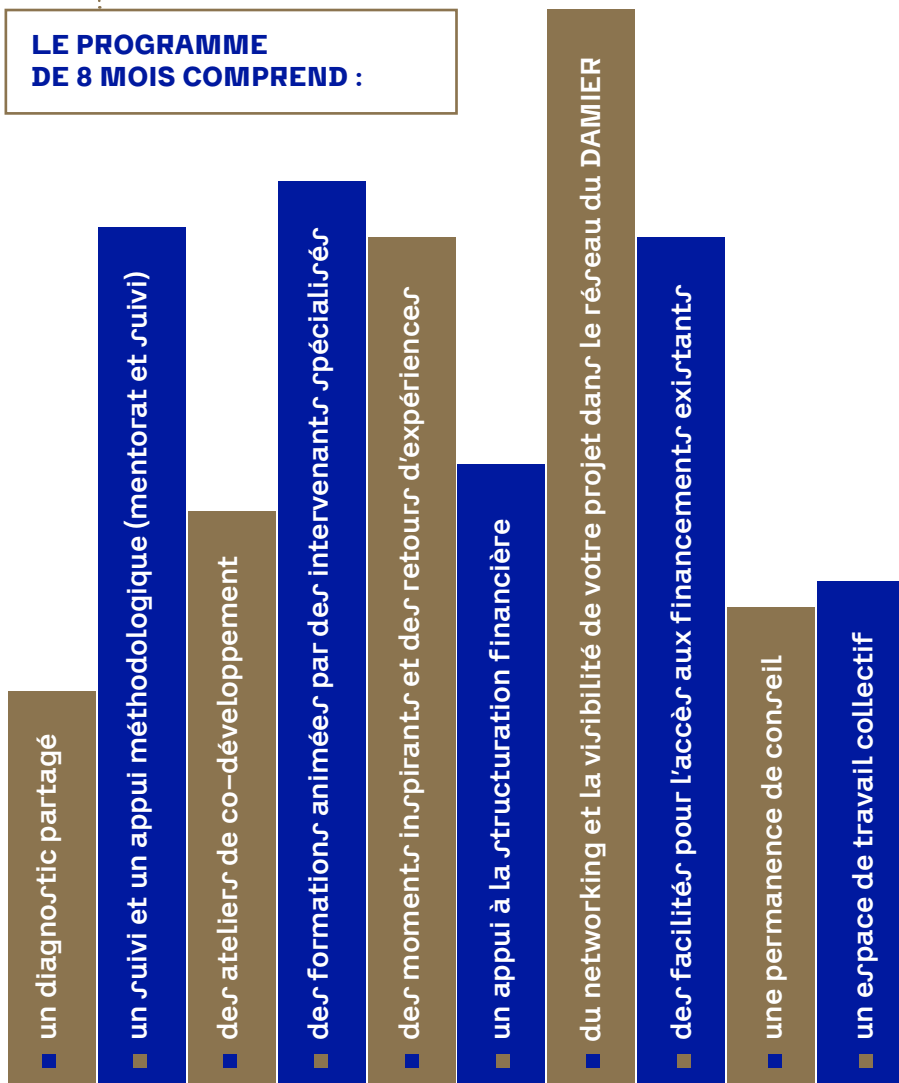 LE PROGRAMME
DE 8 MOIS COMPREND :
un diagnostic partagé
un suivi et un appui méthodologique (mentorat et suivi)
des ateliers de co-développement
des formations animées par des intervenants spécialisés
des moments inspirants et des retours d'expériences
un appui à la structuration financière
du networking et la visibilité de votre projet dans le réseau du DAMIER
des facilités pour l'accès aux financements existants
une permanence de conseil
un espace de travail collectif